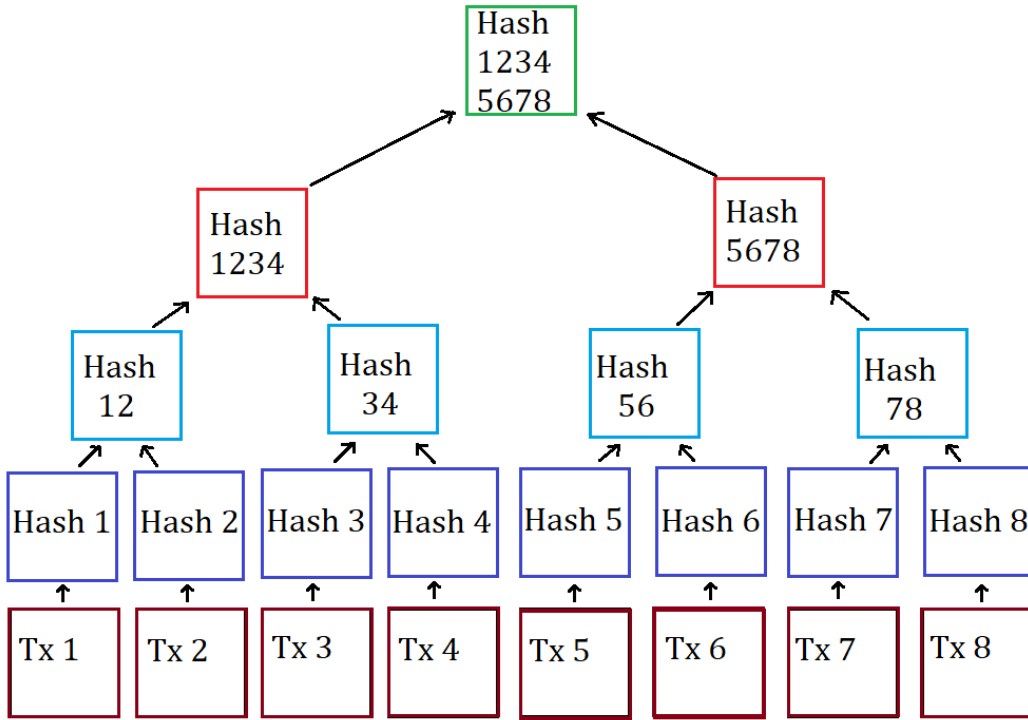 Hash
1234
5678
Hash
1234
Hash
5678
Hash
12
Hash
34
Hash
56
Hash
78
Hash 1
Hash 2
Hash 3
Hash 4
Hash 5
Hash 6
Hash 7
Hash 8
Tx 1
Tx 2
Tx 3
Tx 4
Tx 5
Tx 6
Tx 7
Tx 8